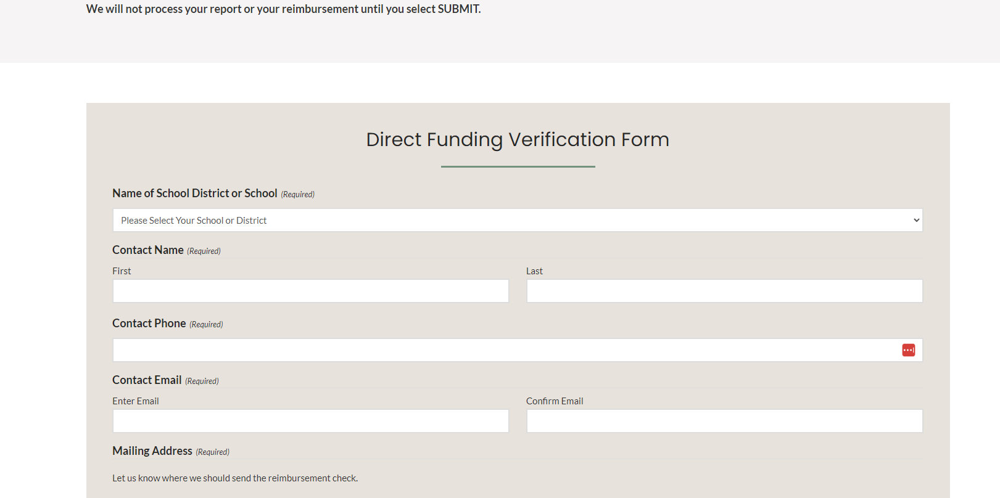 We will not process your report or your reimbursement until you select SUBMIT.
Direct Funding Verification Form
Name of School District or School (Required)
Please Select Your School or District
Contact Name (Required)
First
Last
Contact Phone (Required)
Contact Email (Required)
Enter Email
Confirm Email
Mailing Address (Required)
Let us know where we should send the reimbursement check.